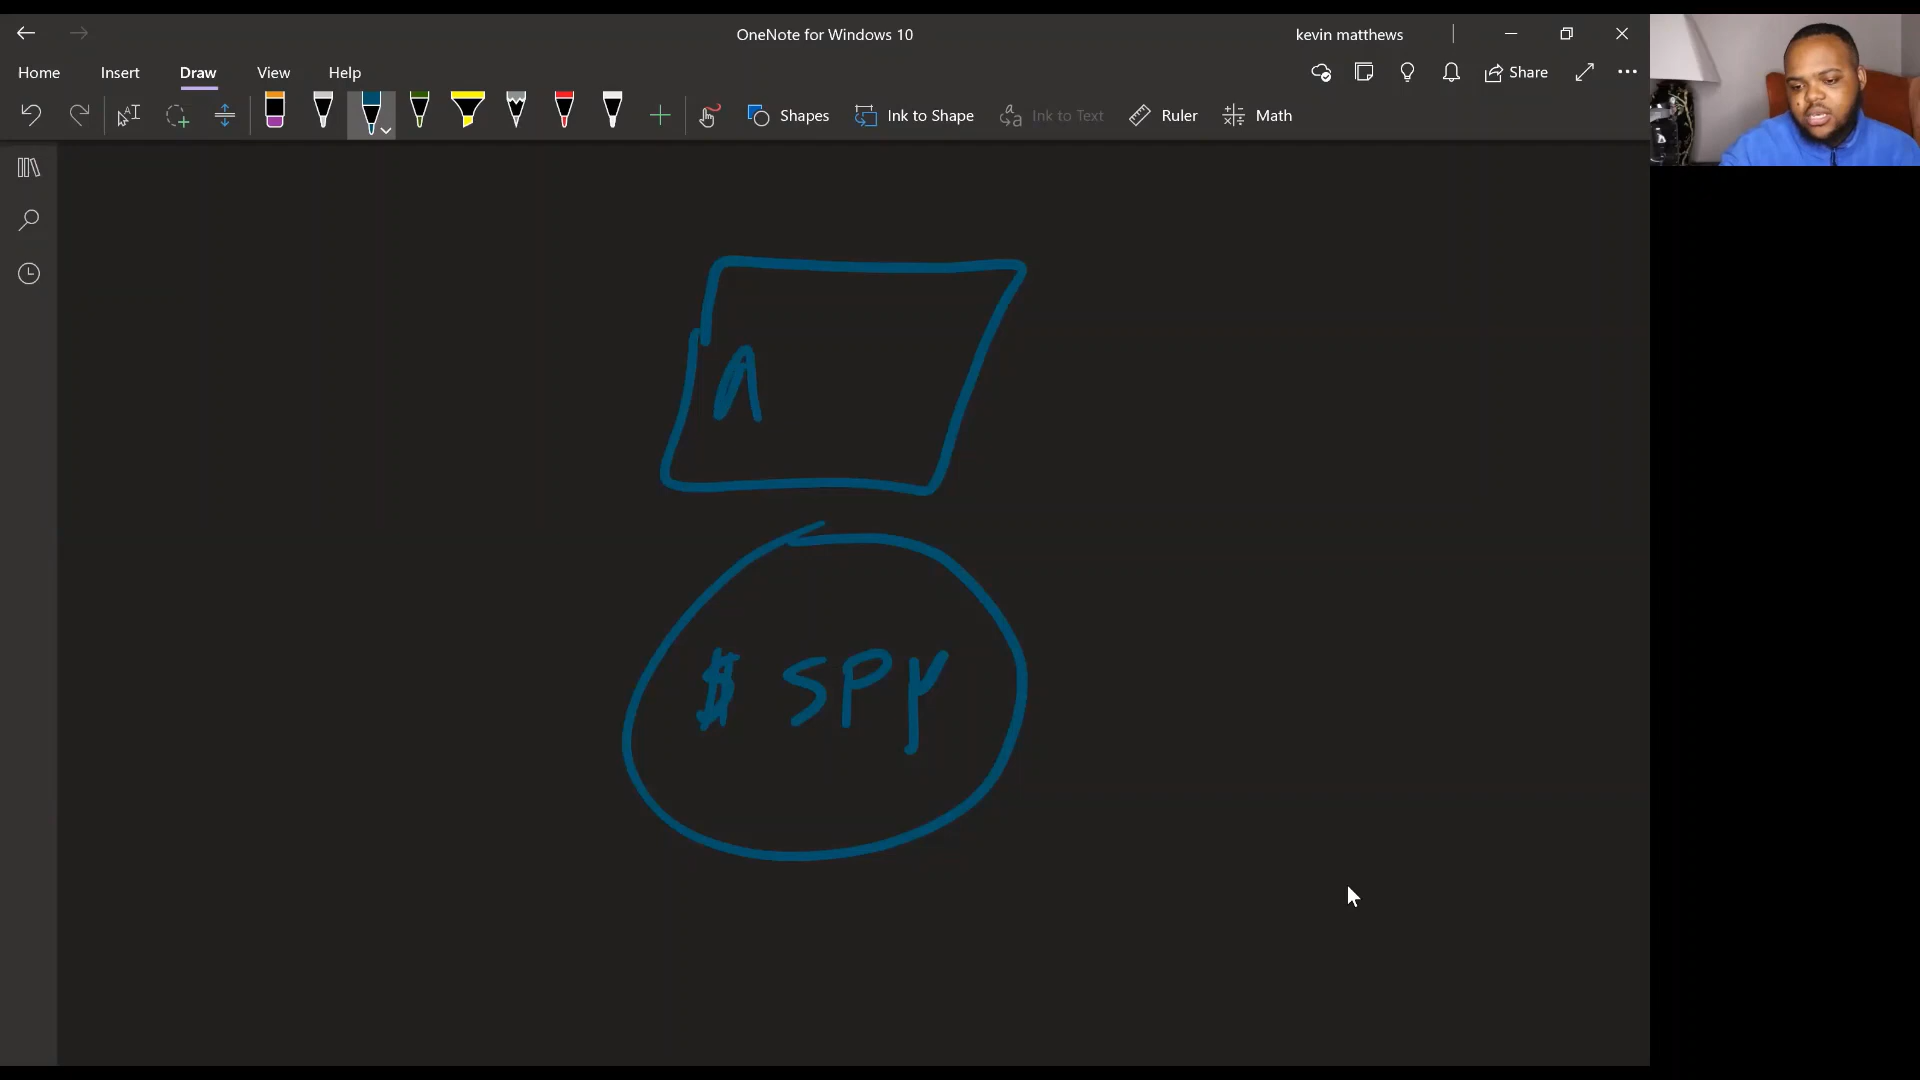 OneNote for Windows 10
kevin matthews
Home Insert Draw View Help
Share
Shapes Ink to Shape Ink to Text Ruler Math
$ SPY